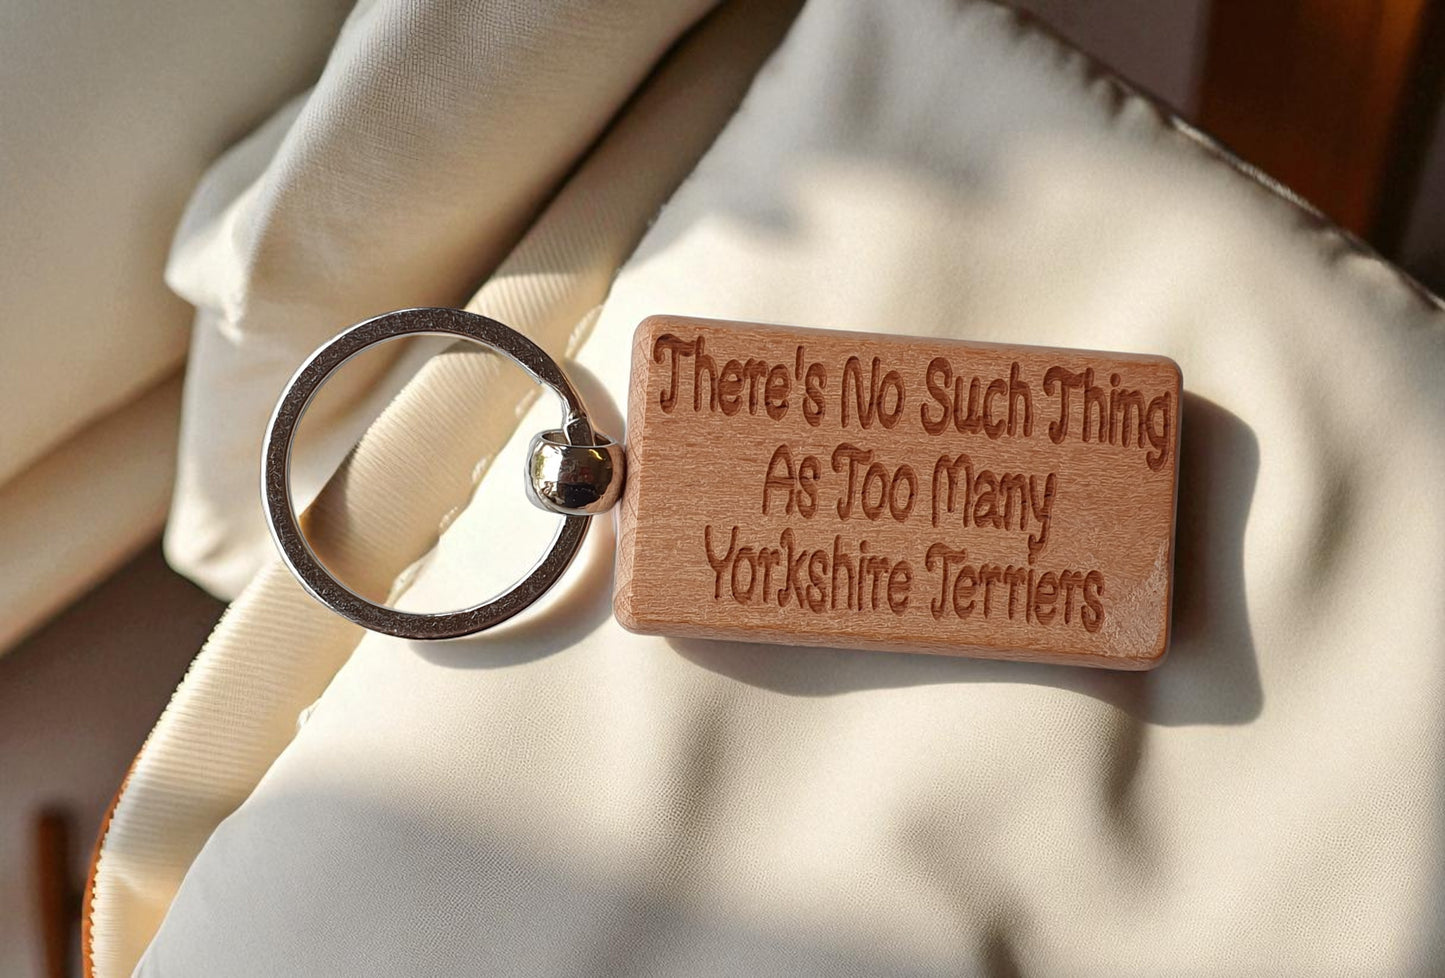 There's No Such Thing
As Too Many
Yorkshire Terriers